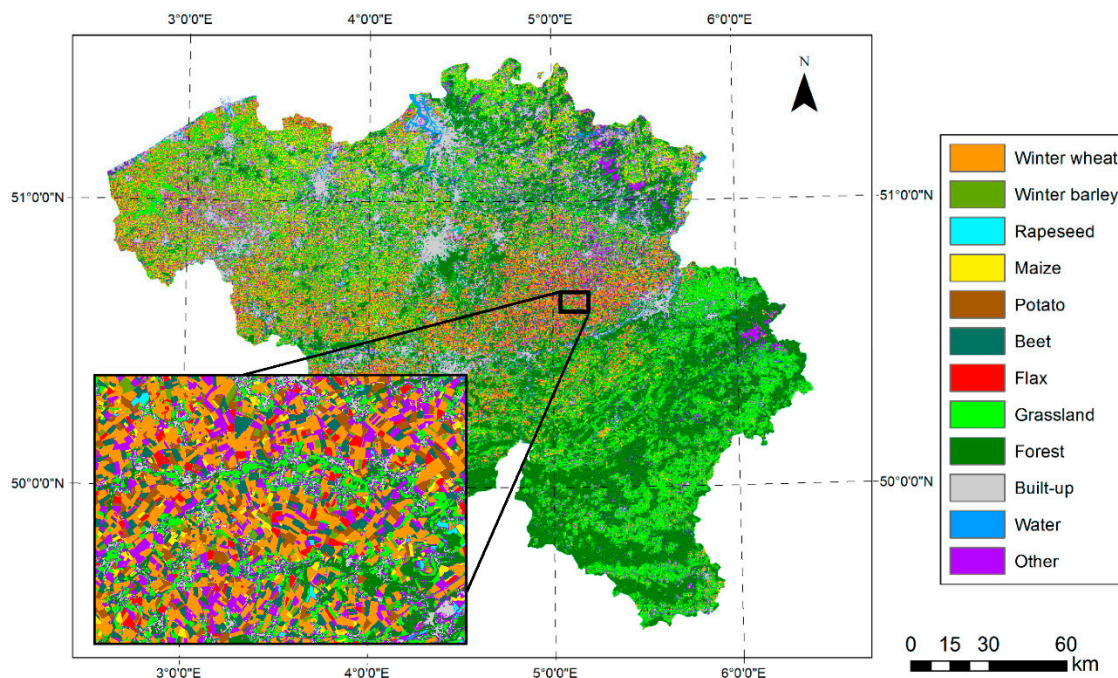 3°0'0"E 4°0'0"E 5°0'0"E 6°0'0"E
N
51°0'0"N 51°0'0"N
50°0'0"N 50°0'0"N
3°0'0"E 4°0'0"E 5°0'0"E 6°0'0"E
Winter wheat
Winter barley
Rapeseed
Maize
Potato
Beet
Flax
Grassland
Forest
Built-up
Water
Other
0 15 30 60
km